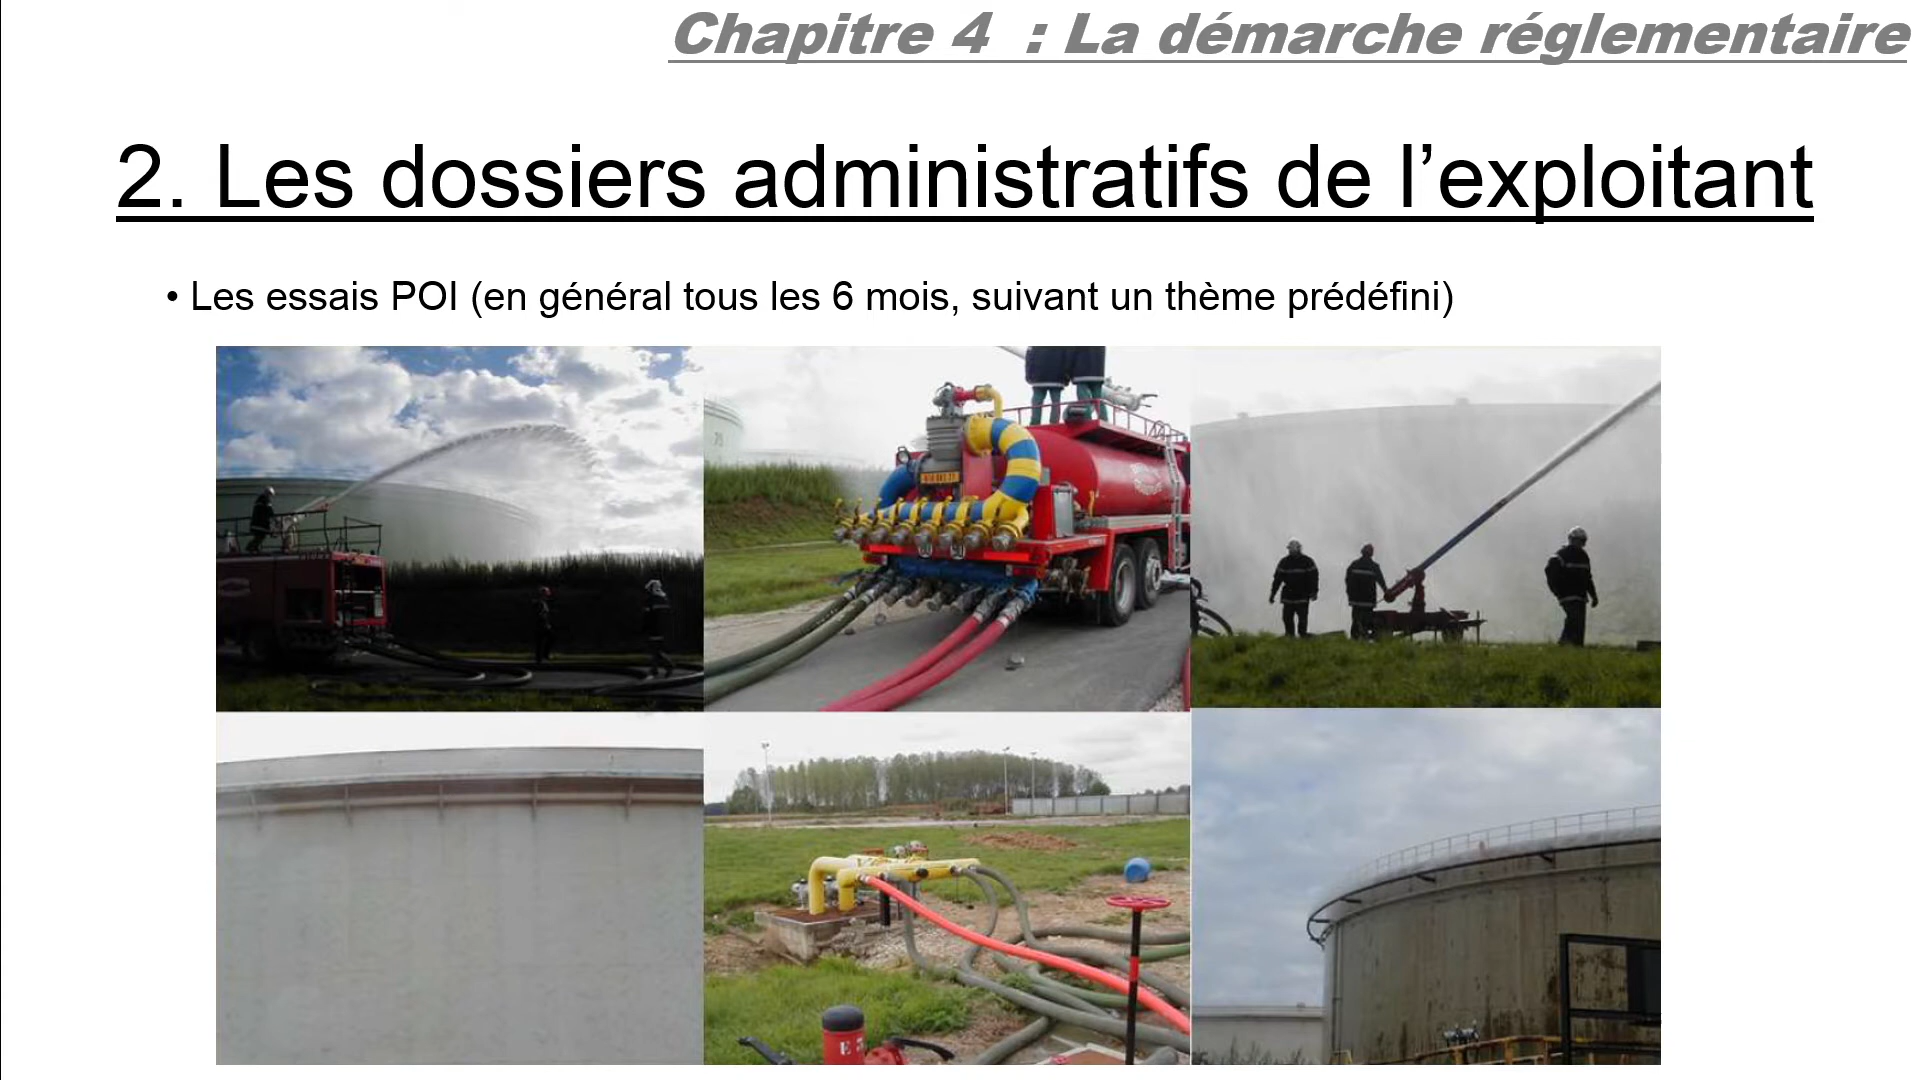 Chapitre 4 : La démarche réglementaire
2. Les dossiers administratifs de l’exploitant
• Les essais POI (en général tous les 6 mois, suivant un thème prédéfini)